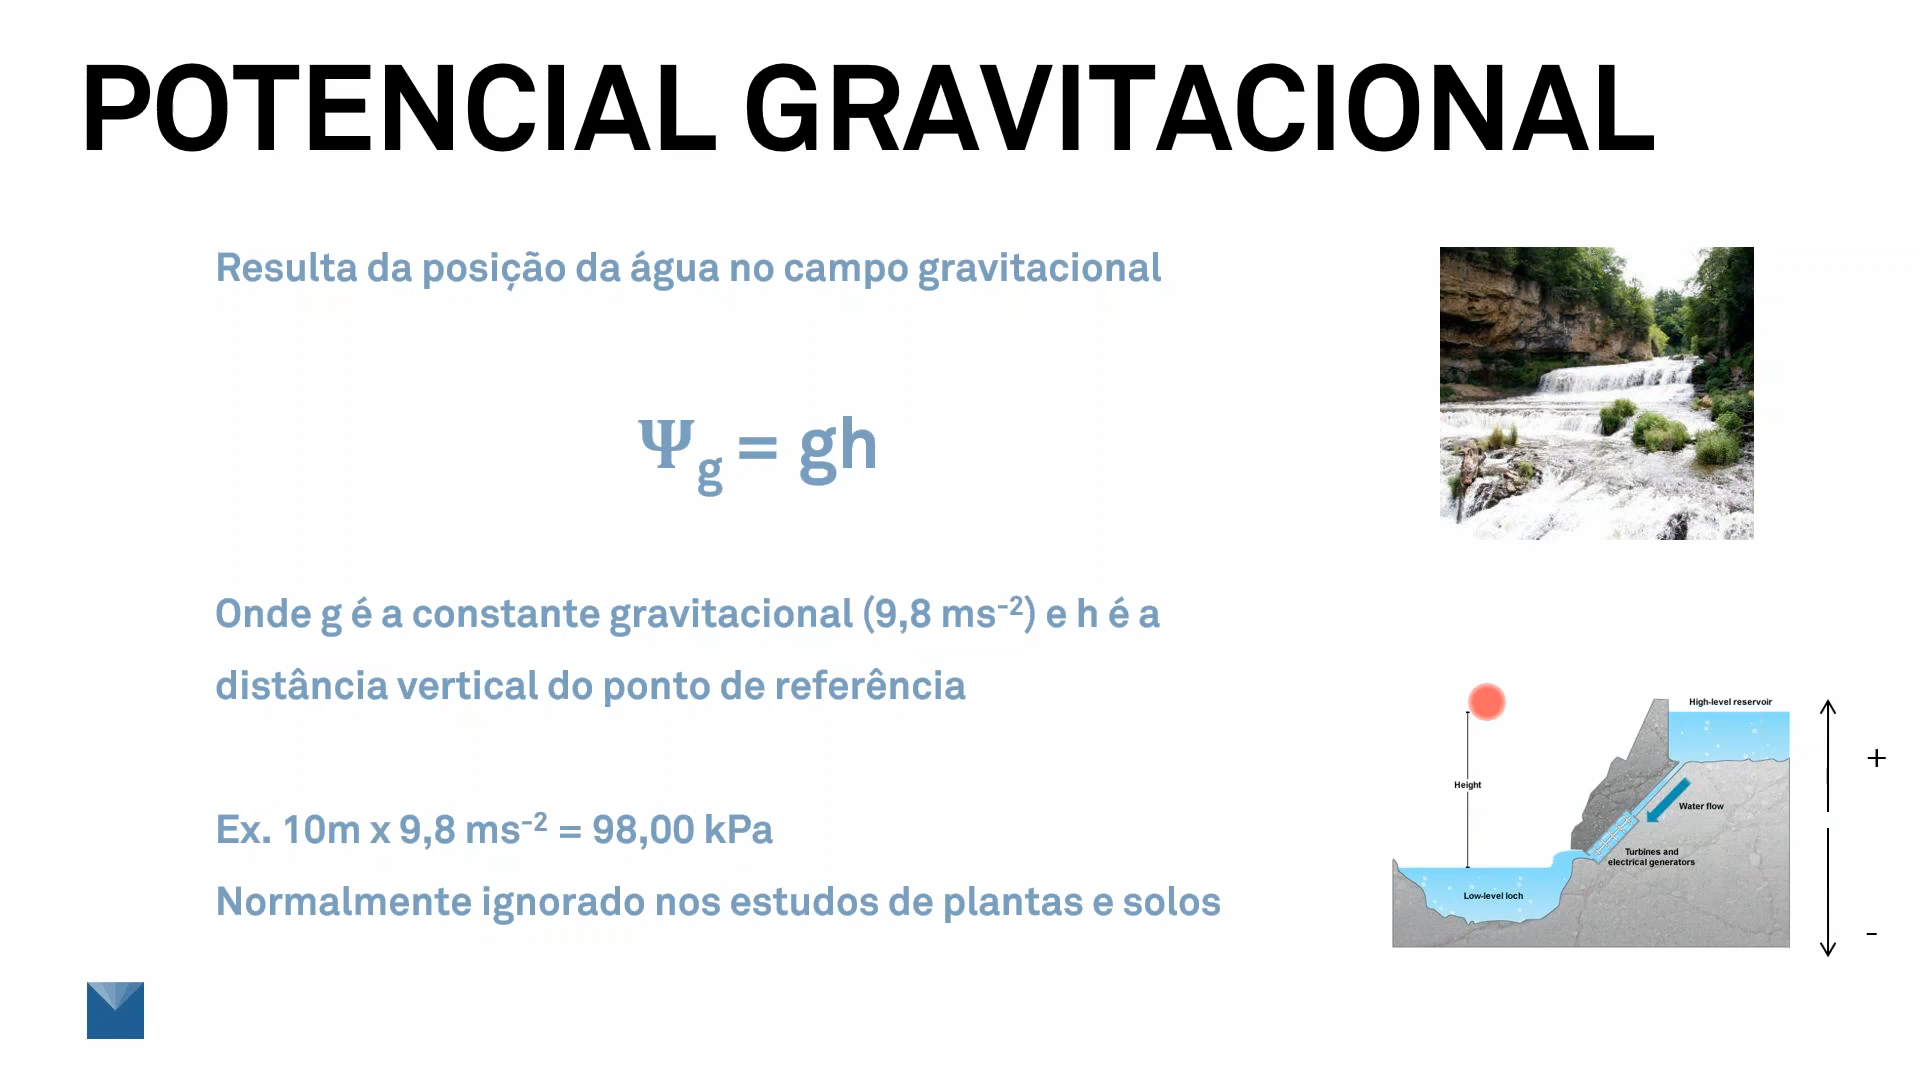 POTENCIAL GRAVITACIONAL
Resulta da posição da água no campo gravitacional
Ψg = gh
Onde g é a constante gravitacional (9,8 ms⁻²) e h é a
distância vertical do ponto de referência
Ex. 10m x 9,8 ms⁻² = 98,00 kPa
Normalmente ignorado nos estudos de plantas e solos
High-level reservoir
+
Height
Water flow
Turbines and
electrical generators
Low-level loch
-